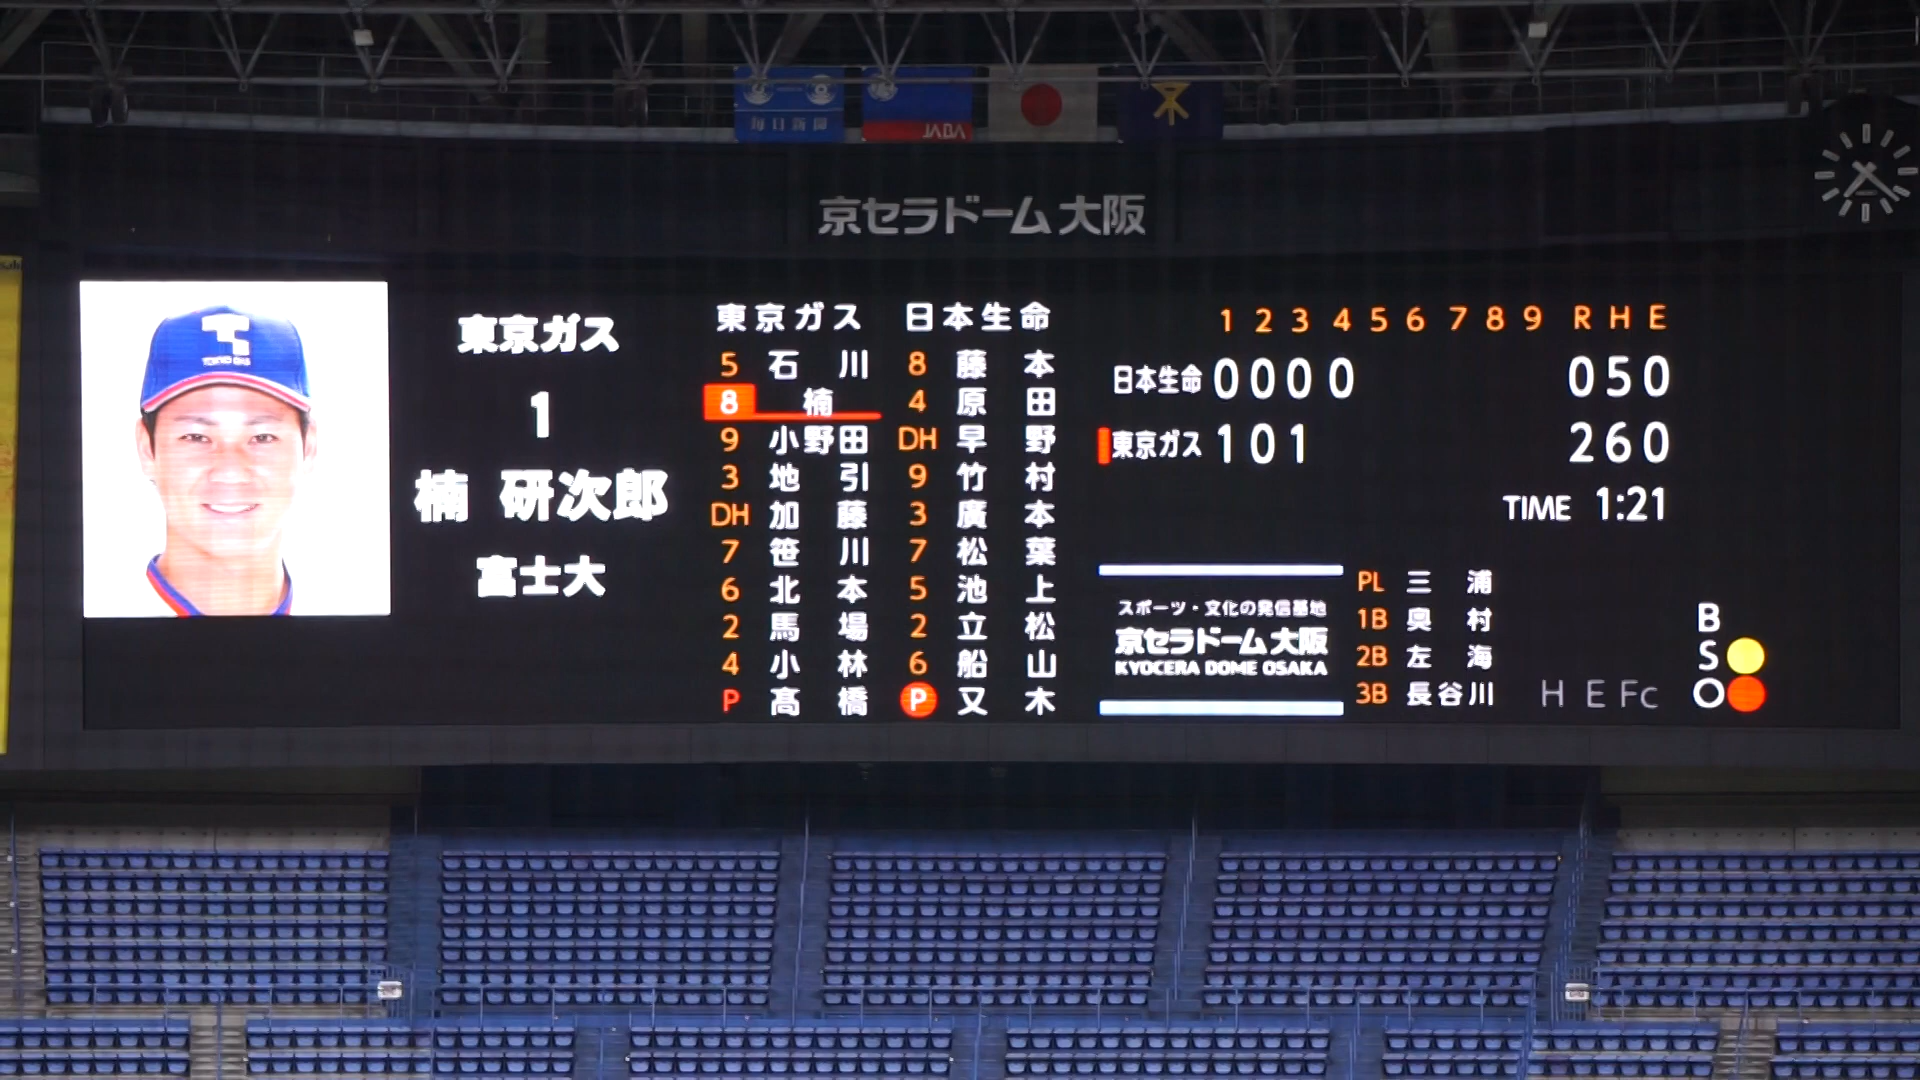 毎日新聞
JABA
京セラドーム大阪
東京ガス
1
楠 研次郎
富士大
東京ガス
5 石川
8 楠
9 小野田
3 地引
DH 加藤
7 笹川
6 北本
2 馬場
4 小林
P 髙橋
日本生命
8 藤本
4 原田
DH 早野
9 竹村
3 廣本
7 松葉
5 池上
2 立松
6 船山
P 又木
1 2 3 4 5 6 7 8 9 R H E
日本生命 0 0 0 0 0 5 0
東京ガス 1 0 1 2 6 0
TIME 1:21
スポーツ・文化の発信基地
京セラドーム大阪
KYOCERA DOME OSAKA
PL 三浦
1B 奥村
2B 左海
3B 長谷川
H E Fc
B
S
O